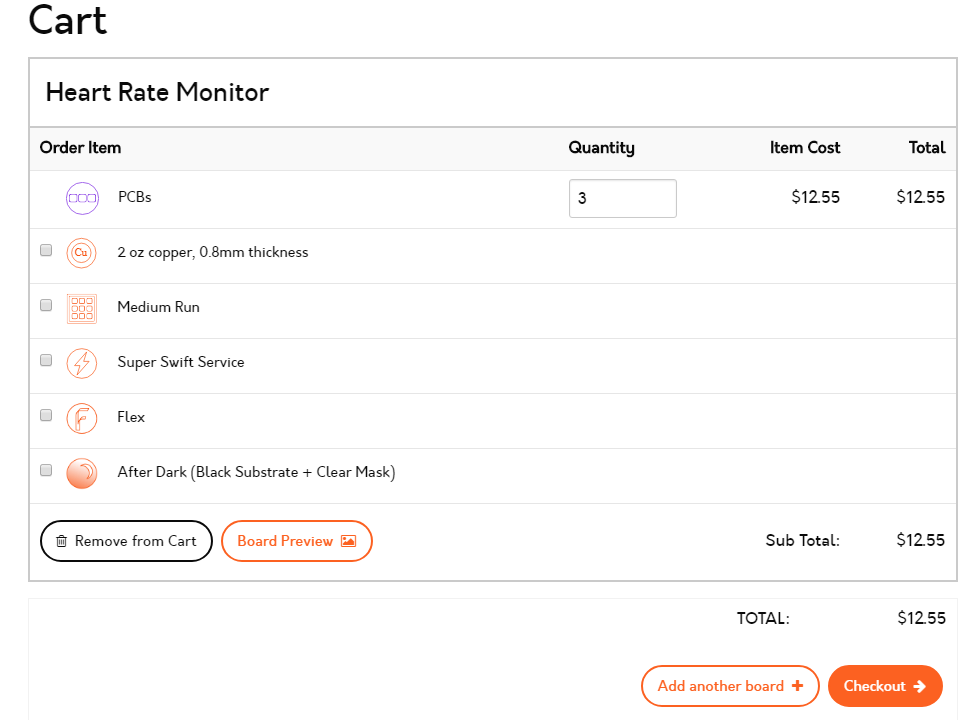 Cart
Heart Rate Monitor
Order Item Quantity Item Cost Total
PCBs 3 $12.55 $12.55
Cu 2 oz copper, 0.8mm thickness
Medium Run
Super Swift Service
F Flex
After Dark (Black Substrate + Clear Mask)
Remove from Cart Board Preview Sub Total: $12.55
TOTAL: $12.55
Add another board + Checkout →